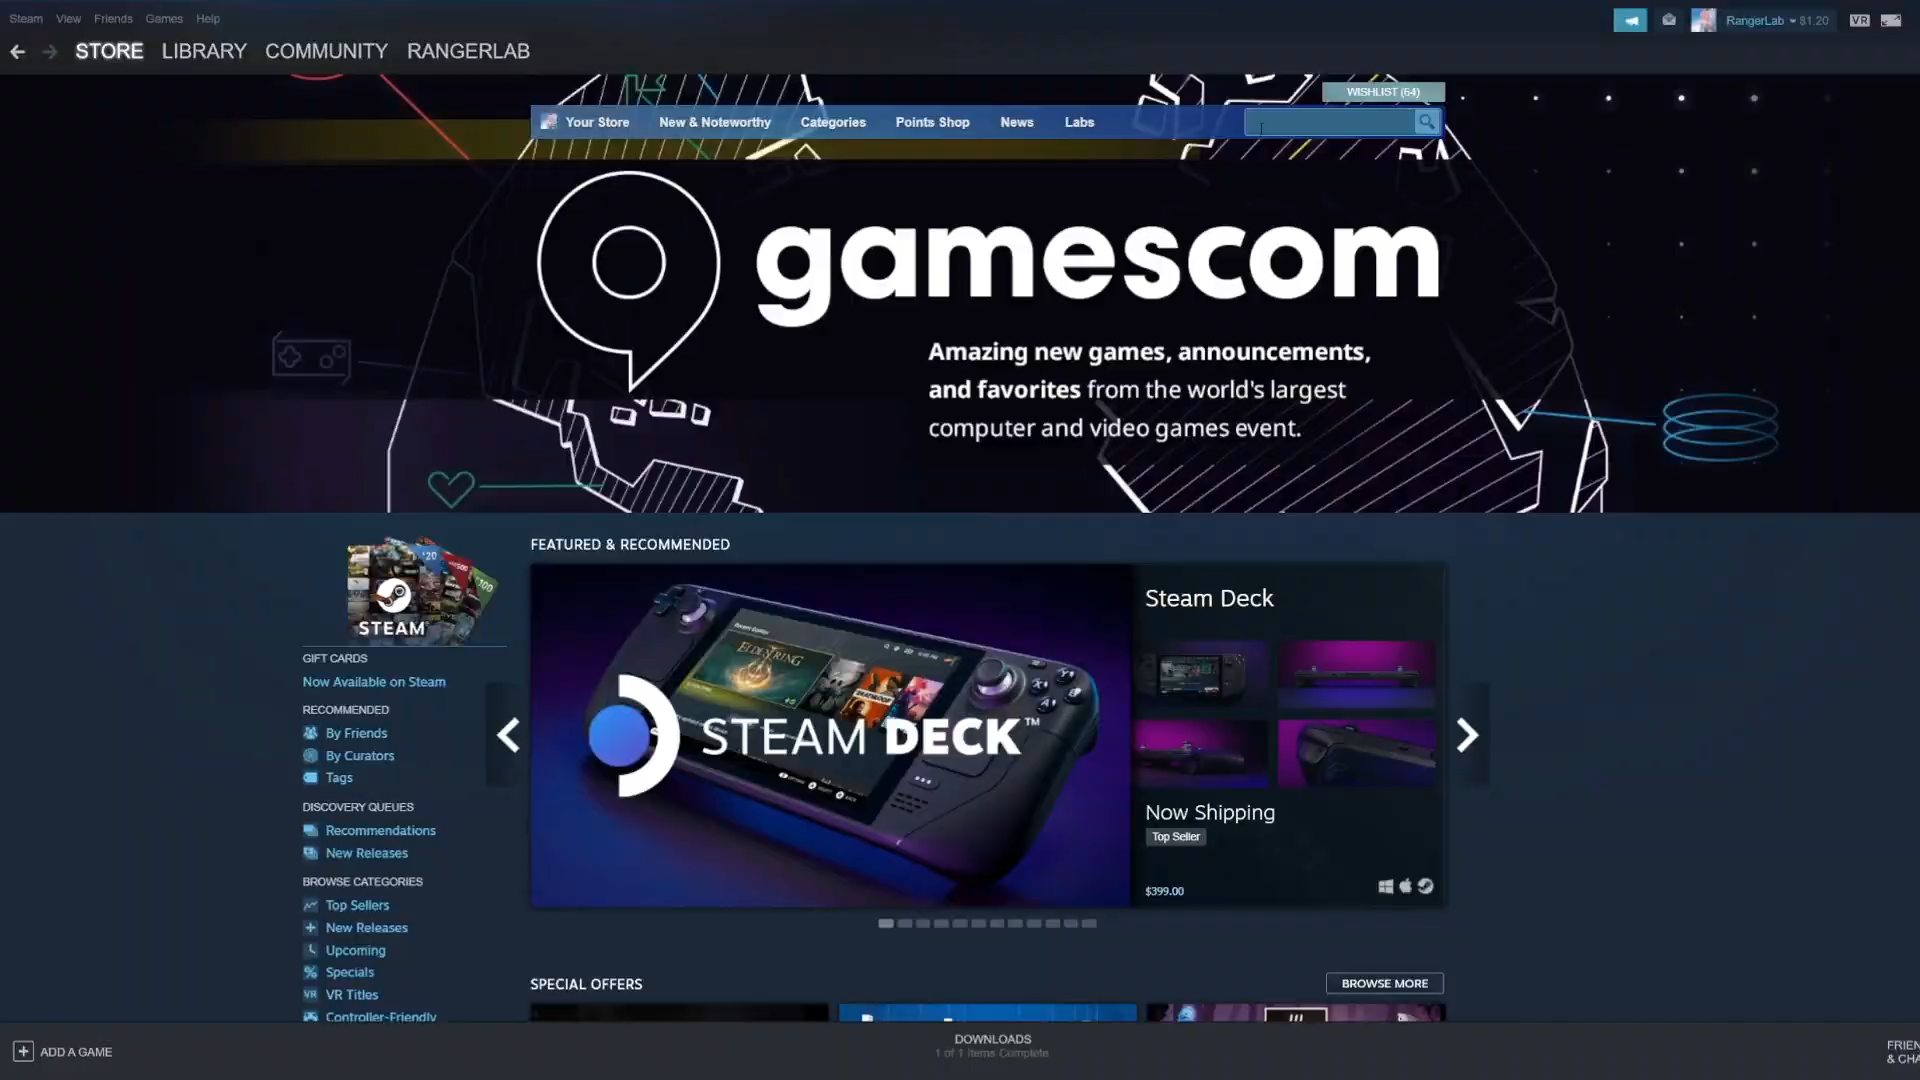 Steam View Friends Games Help
RangerLab $1.20
VR
STORE LIBRARY COMMUNITY RANGERLAB
WISHLIST (64)
Your Store New & Noteworthy Categories Points Shop News Labs
gamescom
Amazing new games, announcements,
and favorites from the world's largest
computer and video games event.
FEATURED & RECOMMENDED
STEAM
GIFT CARDS
Now Available on Steam
RECOMMENDED
By Friends
By Curators
Tags
DISCOVERY QUEUES
Recommendations
New Releases
BROWSE CATEGORIES
Top Sellers
New Releases
Upcoming
Specials
VR Titles
Controller-Friendly
ELDEN RING
STEAM DECK™
Steam Deck
Now Shipping
Top Seller
$399.00
SPECIAL OFFERS
BROWSE MORE
ADD A GAME
DOWNLOADS
1 of 1 Items Complete
FRIEN
& CHA